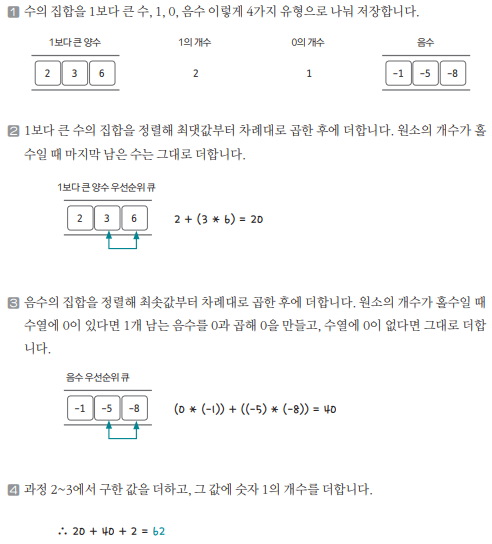 1 수의 집합을 1보다 큰 수, 1, 0, 음수 이렇게 4가지 유형으로 나눠 저장합니다.
1보다 큰 양수 1의 개수 0의 개수 음수
2 3 6 2 1 -1 -5 -8
2 1보다 큰 수의 집합을 정렬해 최댓값부터 차례대로 곱한 후에 더합니다. 원소의 개수가 홀
수일 때 마지막 남은 수는 그대로 더합니다.
1보다 큰 양수 우선순위 큐
2 3 6 2 + (3 * 6) = 20
3 음수의 집합을 정렬해 최솟값부터 차례대로 곱한 후에 더합니다. 원소의 개수가 홀수일 때
수열에 0이 있다면 1개 남는 음수를 0과 곱해 0을 만들고, 수열에 0이 없다면 그대로 더합
니다.
음수 우선순위 큐
-1 -5 -8 (0 * (-1)) + ((-5) * (-8)) = 40
4 과정 2~3에서 구한 값을 더하고, 그 값에 숫자 1의 개수를 더합니다.
∴ 20 + 40 + 2 = 62